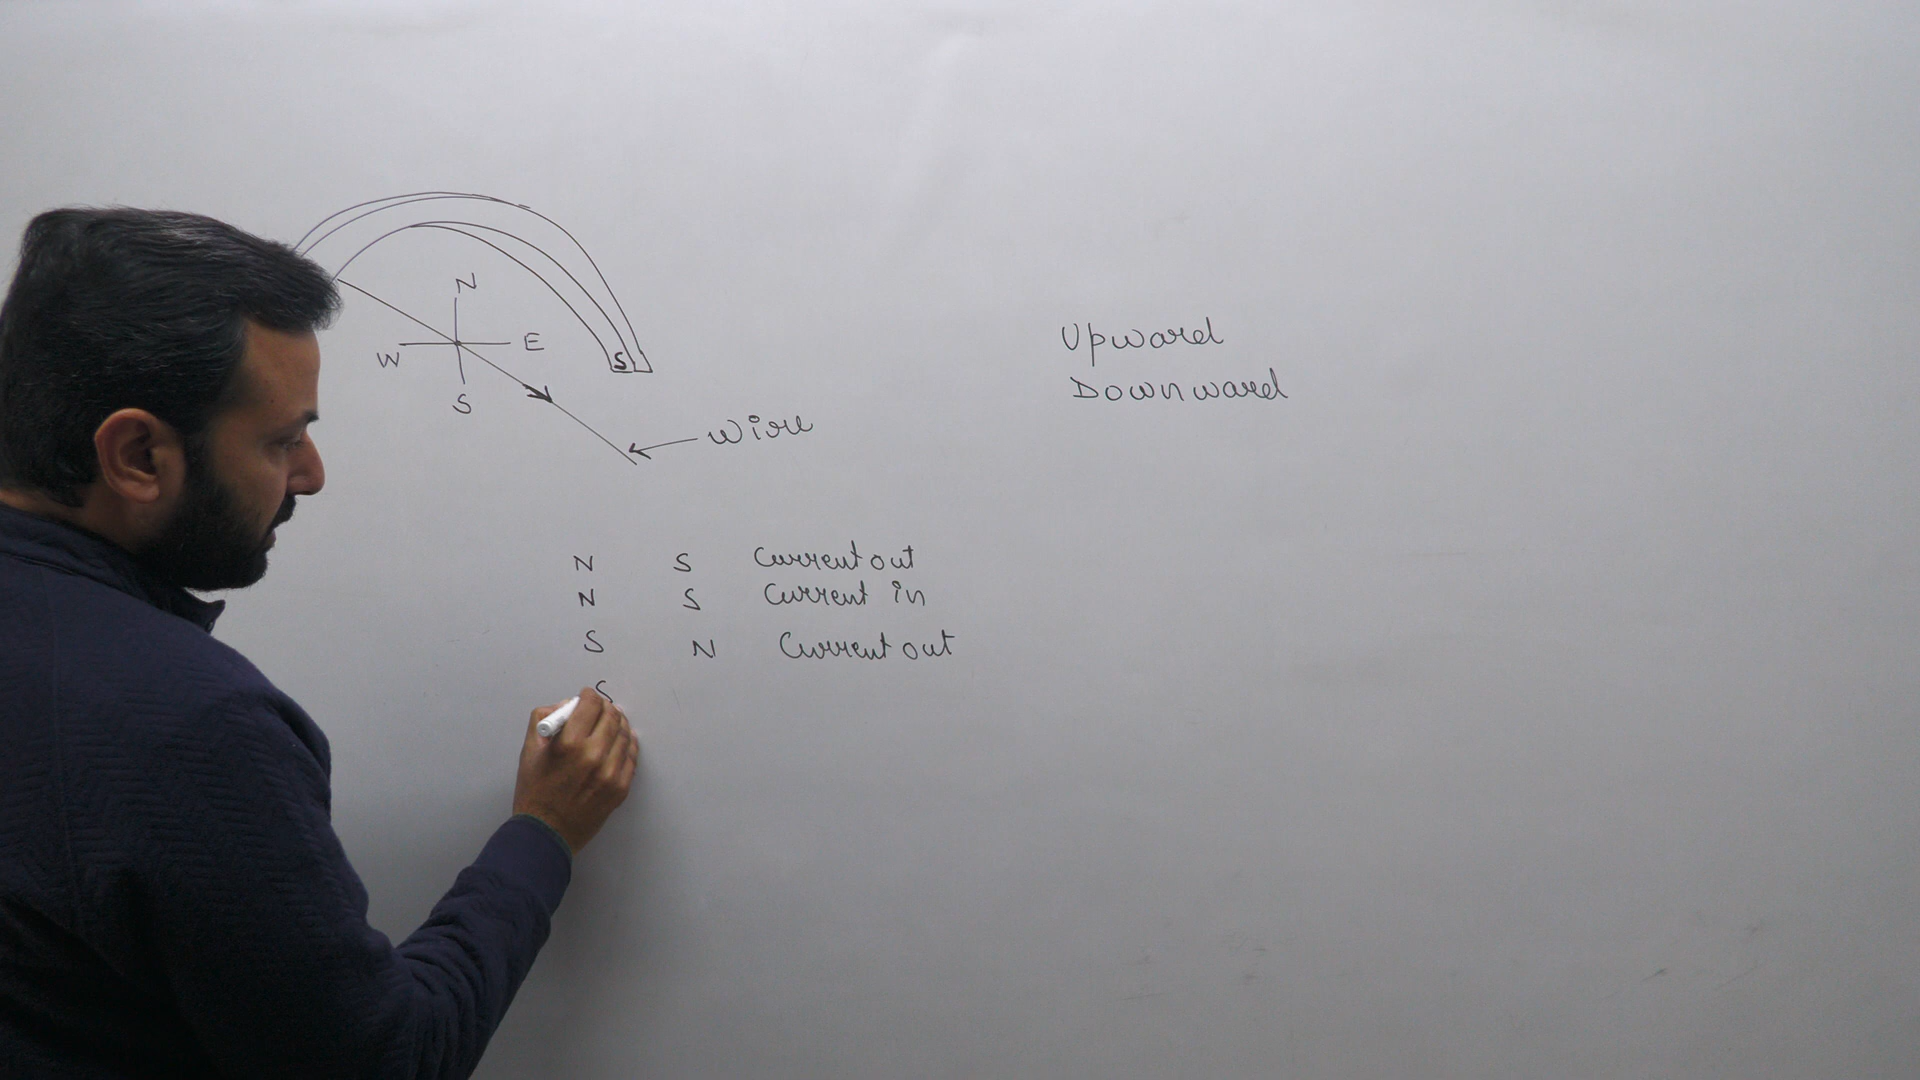 N
W E
S
S
Wire
Upward
Downward
N S Current out
N S Current in
S N Current out
S